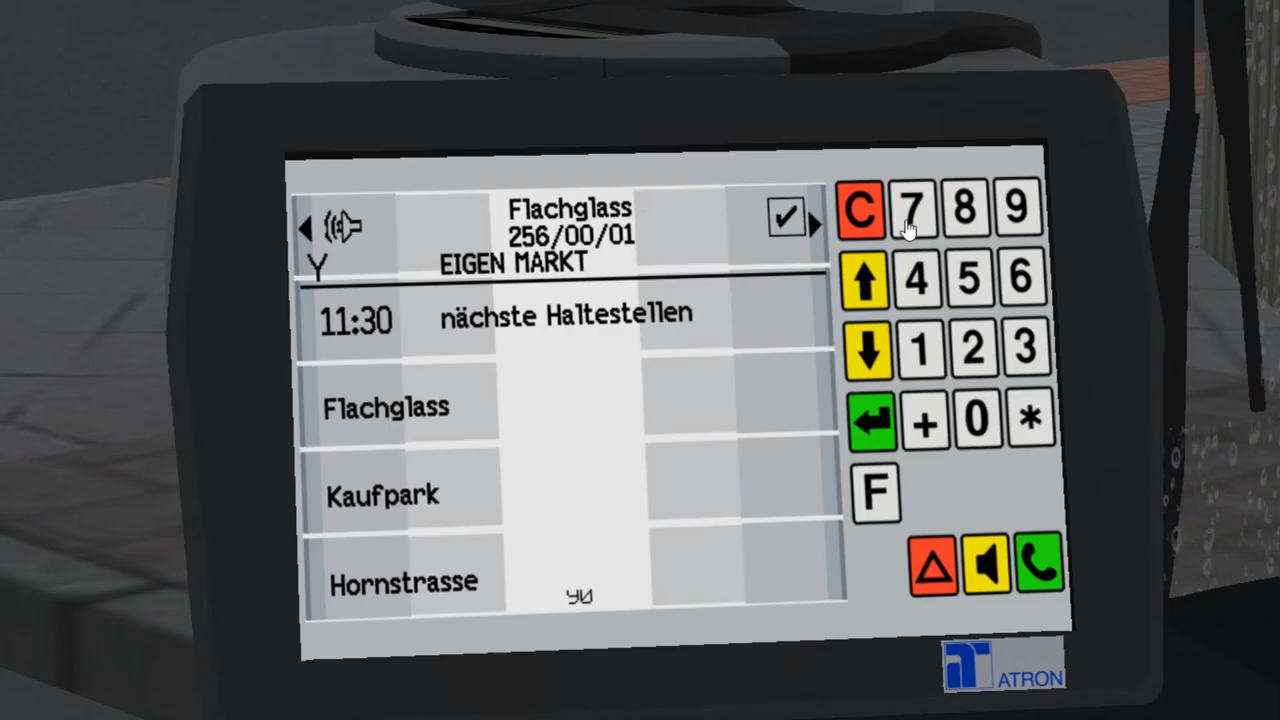 Flachglass
256/00/01
Y EIGEN MARKT
11:30 nächste Haltestellen
Flachglass
Kaufpark
Hornstrasse
C 7 8 9
4 5 6
1 2 3
+ 0 *
F
ATRON